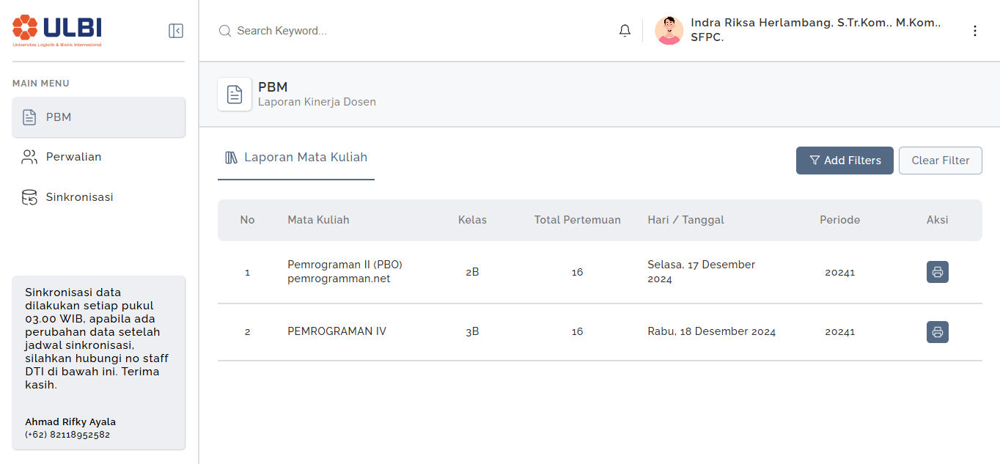 ULBI
Universitas Logistik & Bisnis Internasional
Search Keyword...
Indra Riksa Herlambang, S.Tr.Kom., M.Kom.,
SFPC.
MAIN MENU
PBM
Perwalian
Sinkronisasi
Sinkronisasi data
dilakukan setiap pukul
03.00 WIB, apabila ada
perubahan data setelah
jadwal sinkronisasi,
silahkan hubungi no staff
DTI di bawah ini. Terima
kasih.
Ahmad Rifky Ayala
(+62) 82118952582
PBM
Laporan Kinerja Dosen
Laporan Mata Kuliah
Add Filters
Clear Filter
No Mata Kuliah Kelas Total Pertemuan Hari / Tanggal Periode Aksi
1 Pemrograman II (PBO) pemrogramman.net 2B 16 Selasa, 17 Desember 2024 20241
2 PEMROGRAMAN IV 3B 16 Rabu, 18 Desember 2024 20241